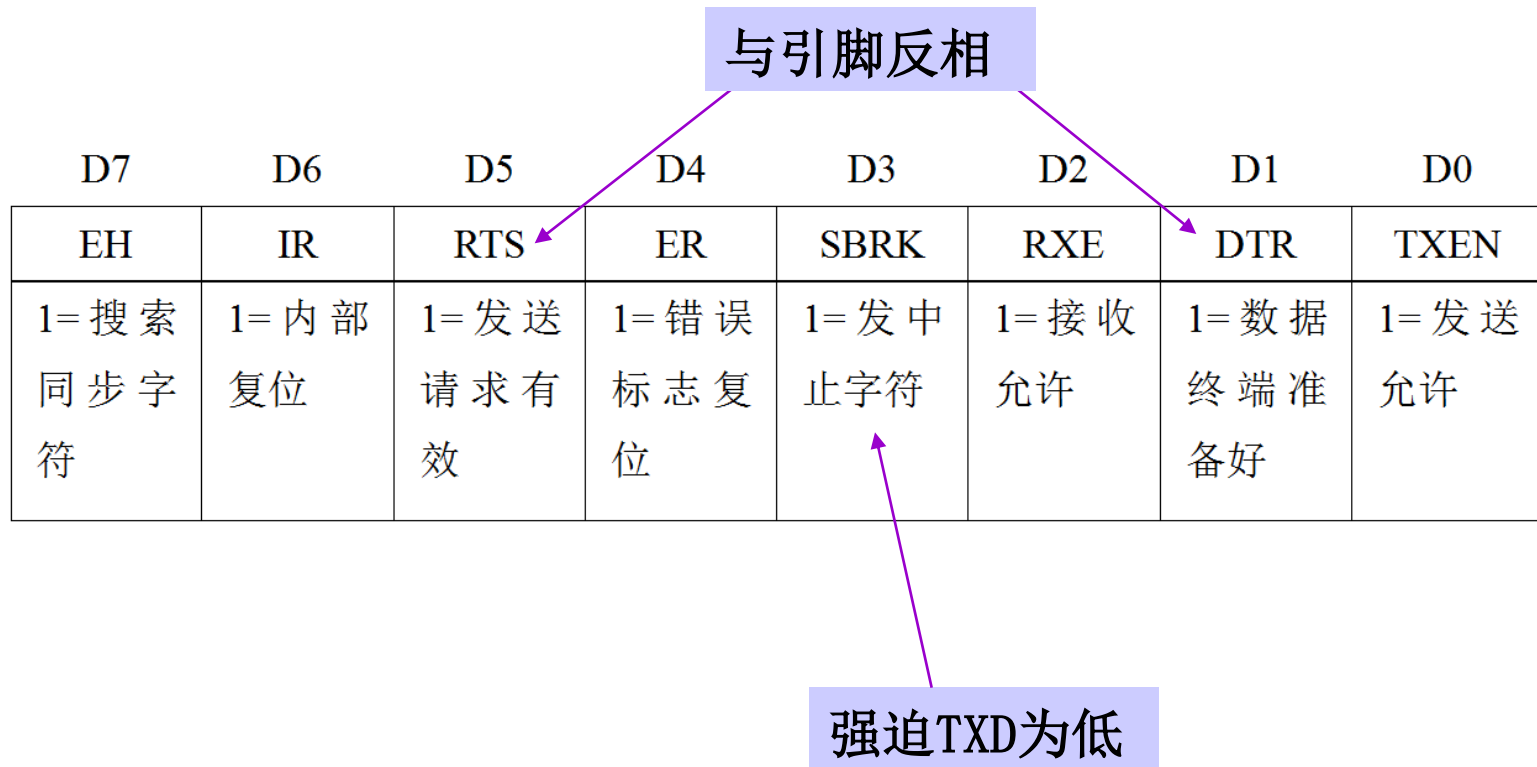 与引脚反相
D7 D6 D5 D4 D3 D2 D1 D0
EH IR RTS ER SBRK RXE DTR TXEN
1=搜索 1=内部 1=发送 1=错误 1=发中 1=接收 1=数据 1=发送
同步字 复位 请求有 标志复 止字符 允许 终端准 允许
符 效 位 备好
强迫TXD为低